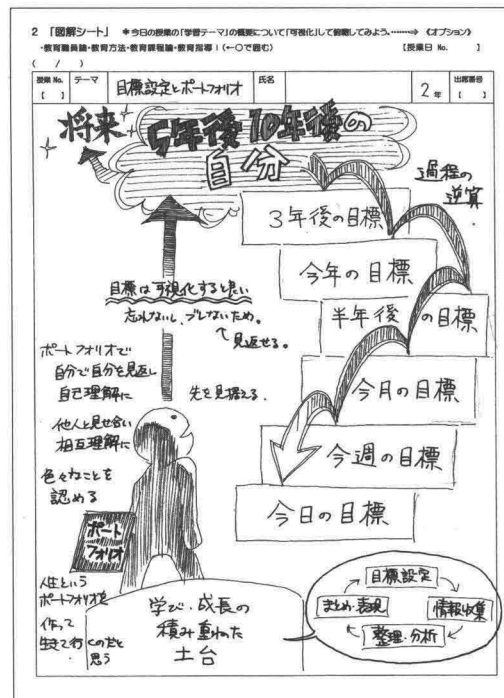 2 「図解シート」 ＊今日の授業の「学習テーマ」の概要について「可視化」して俯瞰してみよう。………⇒ 《オプション》
・教育職員論・教育方法・教育課程論・教育指導Ⅰ(←○で囲む) 【授業日 No. 】
( / )
授業 No. テーマ 目標設定とポートフォリオ 氏名 2年 出席番号
【 】 【 】
将来 5年後10年後の
自分
過程の
逆算
3年後の目標
今年の目標
半年後の目標
今月の目標
今週の目標
今日の目標
目標は可視化すると良い
忘れないし、ブレないため。
↑見返せる。
ポートフォリオで
自分で自分を見返し
自己理解に
他人と見せ合い
相互理解に
色々なことを
認める
先を見据える.
ポート
フォリオ
人生という
ポートフォリオを
作って
生きて行くのだと
思う
学び・成長の
積み重ねた
土台
目標設定
情報収集
整理・分析
まとめ・表現